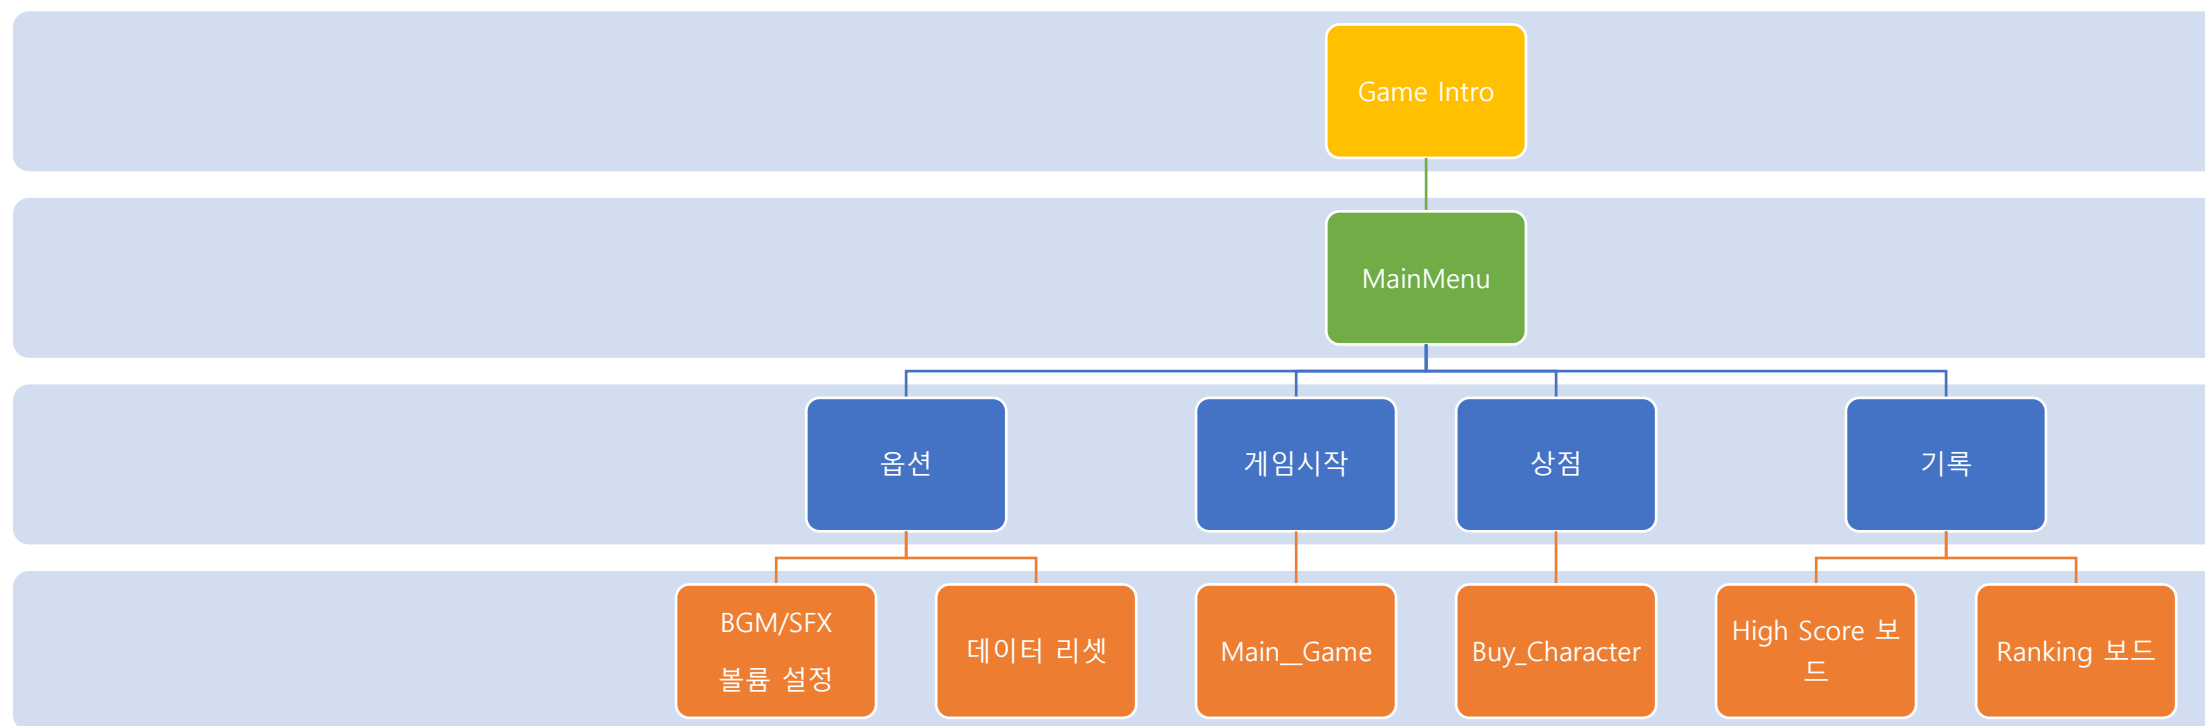 Game Intro
MainMenu
옵션
게임시작
상점
기록
BGM/SFX
볼륨 설정
데이터 리셋
Main__Game
Buy_Character
High Score 보
드
Ranking 보드